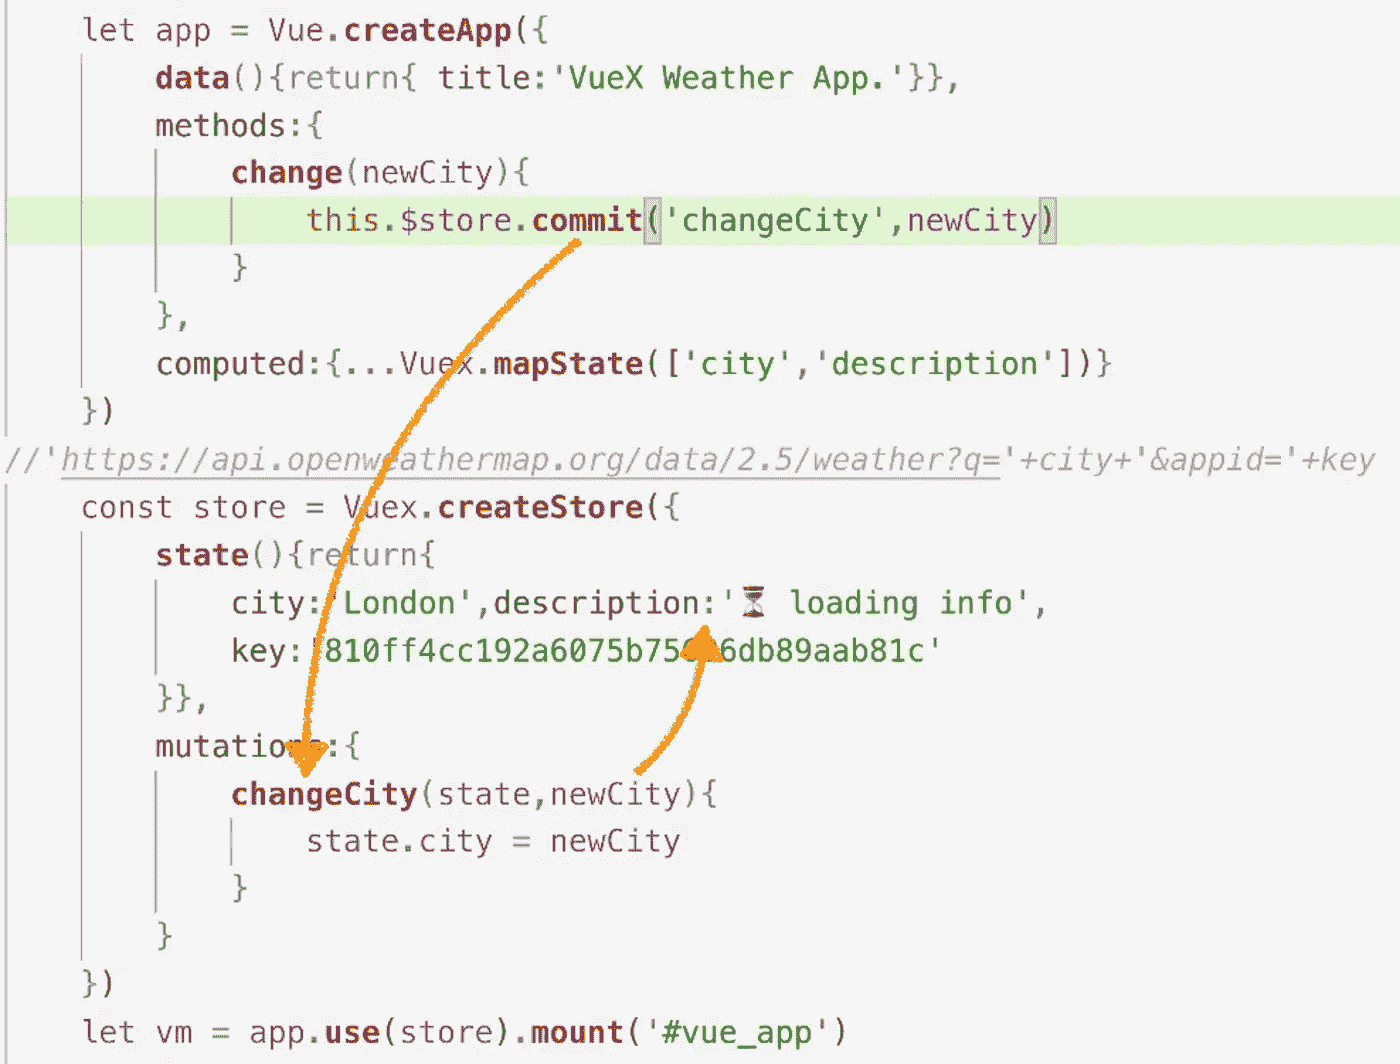 let app = Vue.createApp({
data(){return{ title:'VueX Weather App.'}},
methods:{
change(newCity){
this.$store.commit('changeCity',newCity)
}
},
computed:{...Vuex.mapState(['city','description'])}
})
//'https://api.openweathermap.org/data/2.5/weather?q='+city+'&appid='+key
const store = Vuex.createStore({
state(){return{
city:'London',description:'⏳ loading info',
key:
}},
mutations:{
changeCity(state,newCity){
state.city = newCity
}
}
})
let vm = app.use(store).mount('#vue_app')